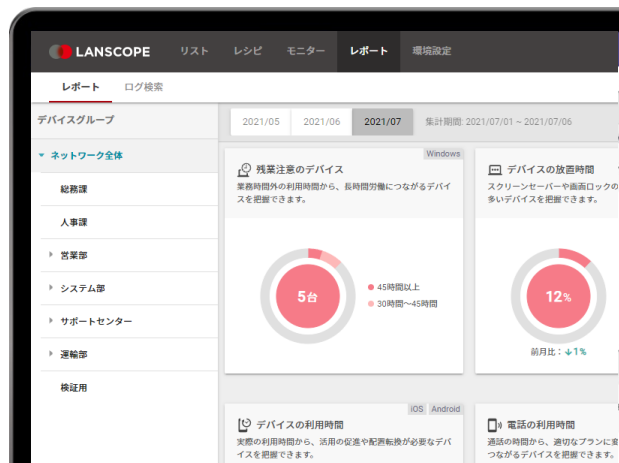 LANSCOPE リスト レシピ モニター レポート 環境設定
レポート ログ検索
デバイスグループ
ネットワーク全体
総務課
人事課
営業部
システム部
サポートセンター
運輸部
検証用
2021/05 2021/06 2021/07 集計期間: 2021/07/01 ~ 2021/07/06
Windows
残業注意のデバイス
業務時間外の利用時間から、長時間労働につながるデバイ
スを把握できます。
5台
45時間以上
30時間～45時間
デバイスの放置時間
スクリーンセーバーや画面ロックの
多いデバイスを把握できます。
12%
前月比：↓1%
iOS Android
デバイスの利用時間
実際の利用時間から、活用の促進や配置転換が必要なデバ
イスを把握できます。
電話の利用時間
通話の時間から、適切なプランに変
つながるデバイスを把握できます。